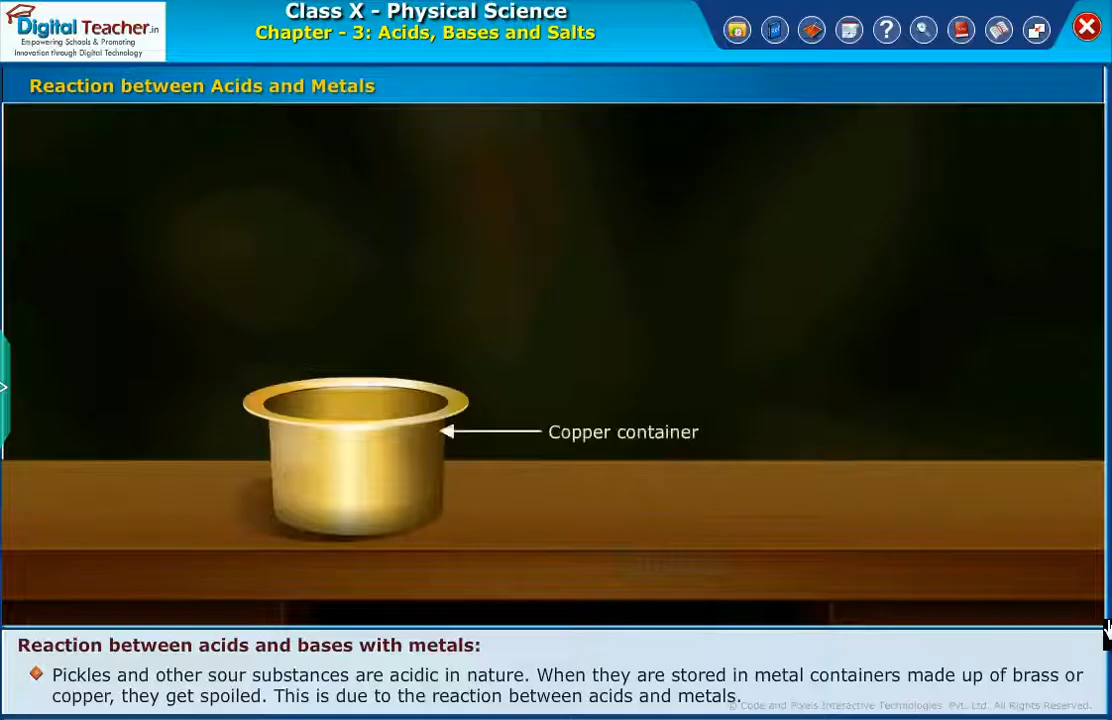 Digital Teacher.in
Empowering Schools & Promoting
Innovation through Digital Technology
Class X - Physical Science
Chapter - 3: Acids, Bases and Salts
Reaction between Acids and Metals
Copper container
Reaction between acids and bases with metals:
Pickles and other sour substances are acidic in nature. When they are stored in metal containers made up of brass or
copper, they get spoiled. This is due to the reaction between acids and metals.
© Code and Pixels Interactive Technologies Pvt. Ltd. All Rights Reserved.